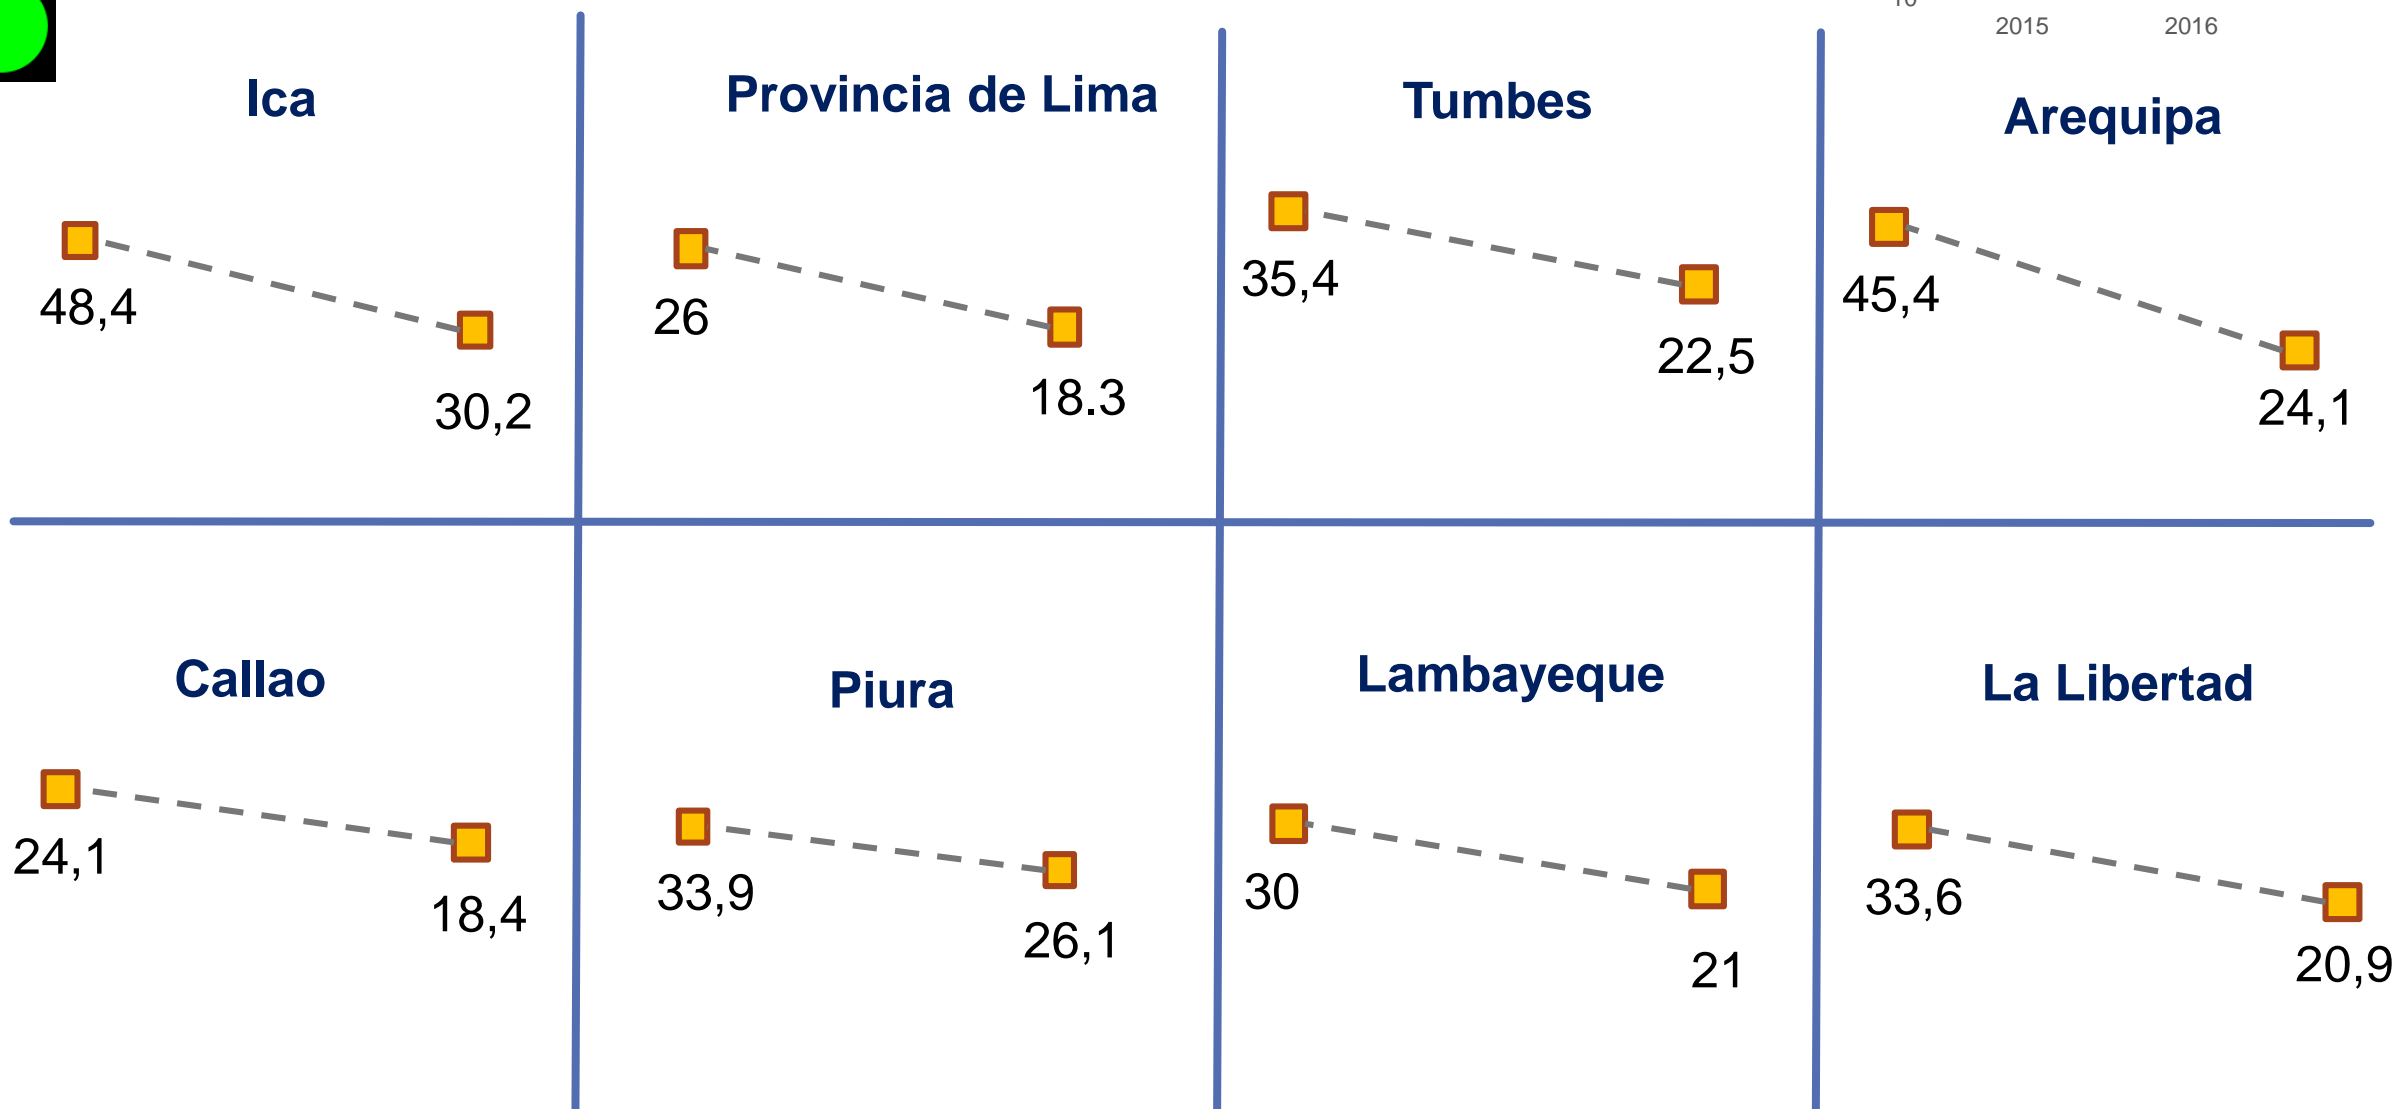 10
2015 2016
Ica
Provincia de Lima
Tumbes
Arequipa
48,4
30,2
26
18.3
35,4
22,5
45,4
24,1
Callao
Piura
Lambayeque
La Libertad
24,1
18,4
33,9
26,1
30
21
33,6
20,9